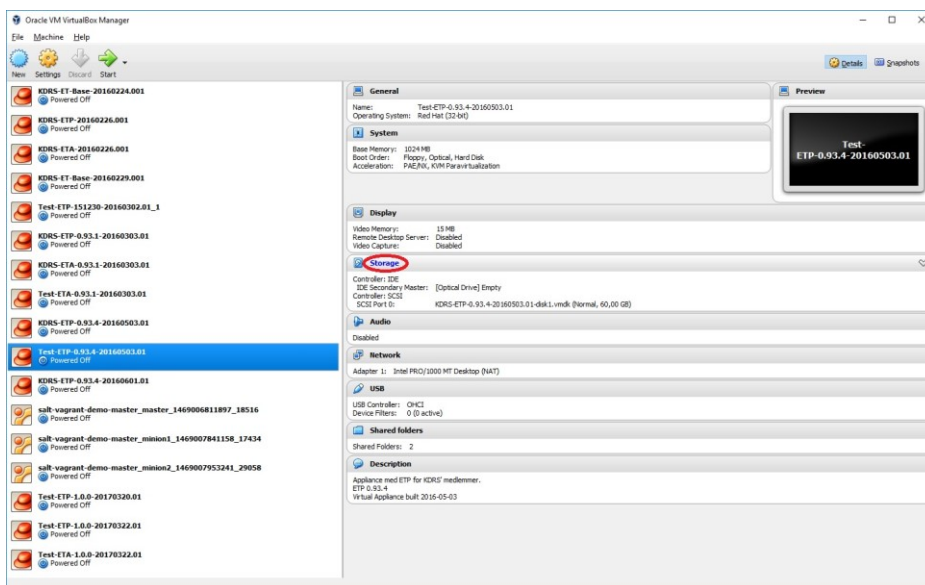 Oracle VM VirtualBox Manager
File Machine Help
New Settings Discard Start
Details Snapshots
KDRS-ET-Base-20160224.001
Powered Off
KDRS-ETP-20160226.001
Powered Off
KDRS-ETA-20160226.001
Powered Off
KDRS-ET-Base-20160229.001
Powered Off
Test-ETP-151230-20160302.01_1
Powered Off
KDRS-ETP-0.93.1-20160303.01
Powered Off
KDRS-ETA-0.93.1-20160303.01
Powered Off
Test-ETA-0.93.1-20160303.01
Powered Off
KDRS-ETP-0.93.4-20160503.01
Powered Off
Test-ETP-0.93.4-20160503.01
Powered Off
KDRS-ETP-0.93.4-20160601.01
Powered Off
salt-vagrant-demo-master_master_1469006811897_18516
Powered Off
salt-vagrant-demo-master_minion1_1469007841158_17434
Powered Off
salt-vagrant-demo-master_minion2_1469007953241_29058
Powered Off
Test-ETP-1.0.0-20170320.01
Powered Off
Test-ETP-1.0.0-20170322.01
Powered Off
Test-ETA-1.0.0-20170322.01
Powered Off
General
Name: Test-ETP-0.93.4-20160503.01
Operating System: Red Hat (32-bit)
System
Base Memory: 1024 MB
Boot Order: Floppy, Optical, Hard Disk
Acceleration: PAE/NX, KVM Paravirtualization
Preview
Test-
ETP-0.93.4-20160503.01
Display
Video Memory: 15 MB
Remote Desktop Server: Disabled
Video Capture: Disabled
Storage
Controller: IDE
IDE Secondary Master: [Optical Drive] Empty
Controller: SCSI
SCSI Port 0: KDRS-ETP-0.93.4-20160503.01-disk1.vmdk (Normal, 60,00 GB)
Audio
Disabled
Network
Adapter 1: Intel PRO/1000 MT Desktop (NAT)
USB
USB Controller: OHCI
Device Filters: 0 (0 active)
Shared folders
Shared Folders: 2
Description
Appliance med ETP for KDRS' medlemmer.
ETP 0.93.4
Virtual Appliance built 2016-05-03